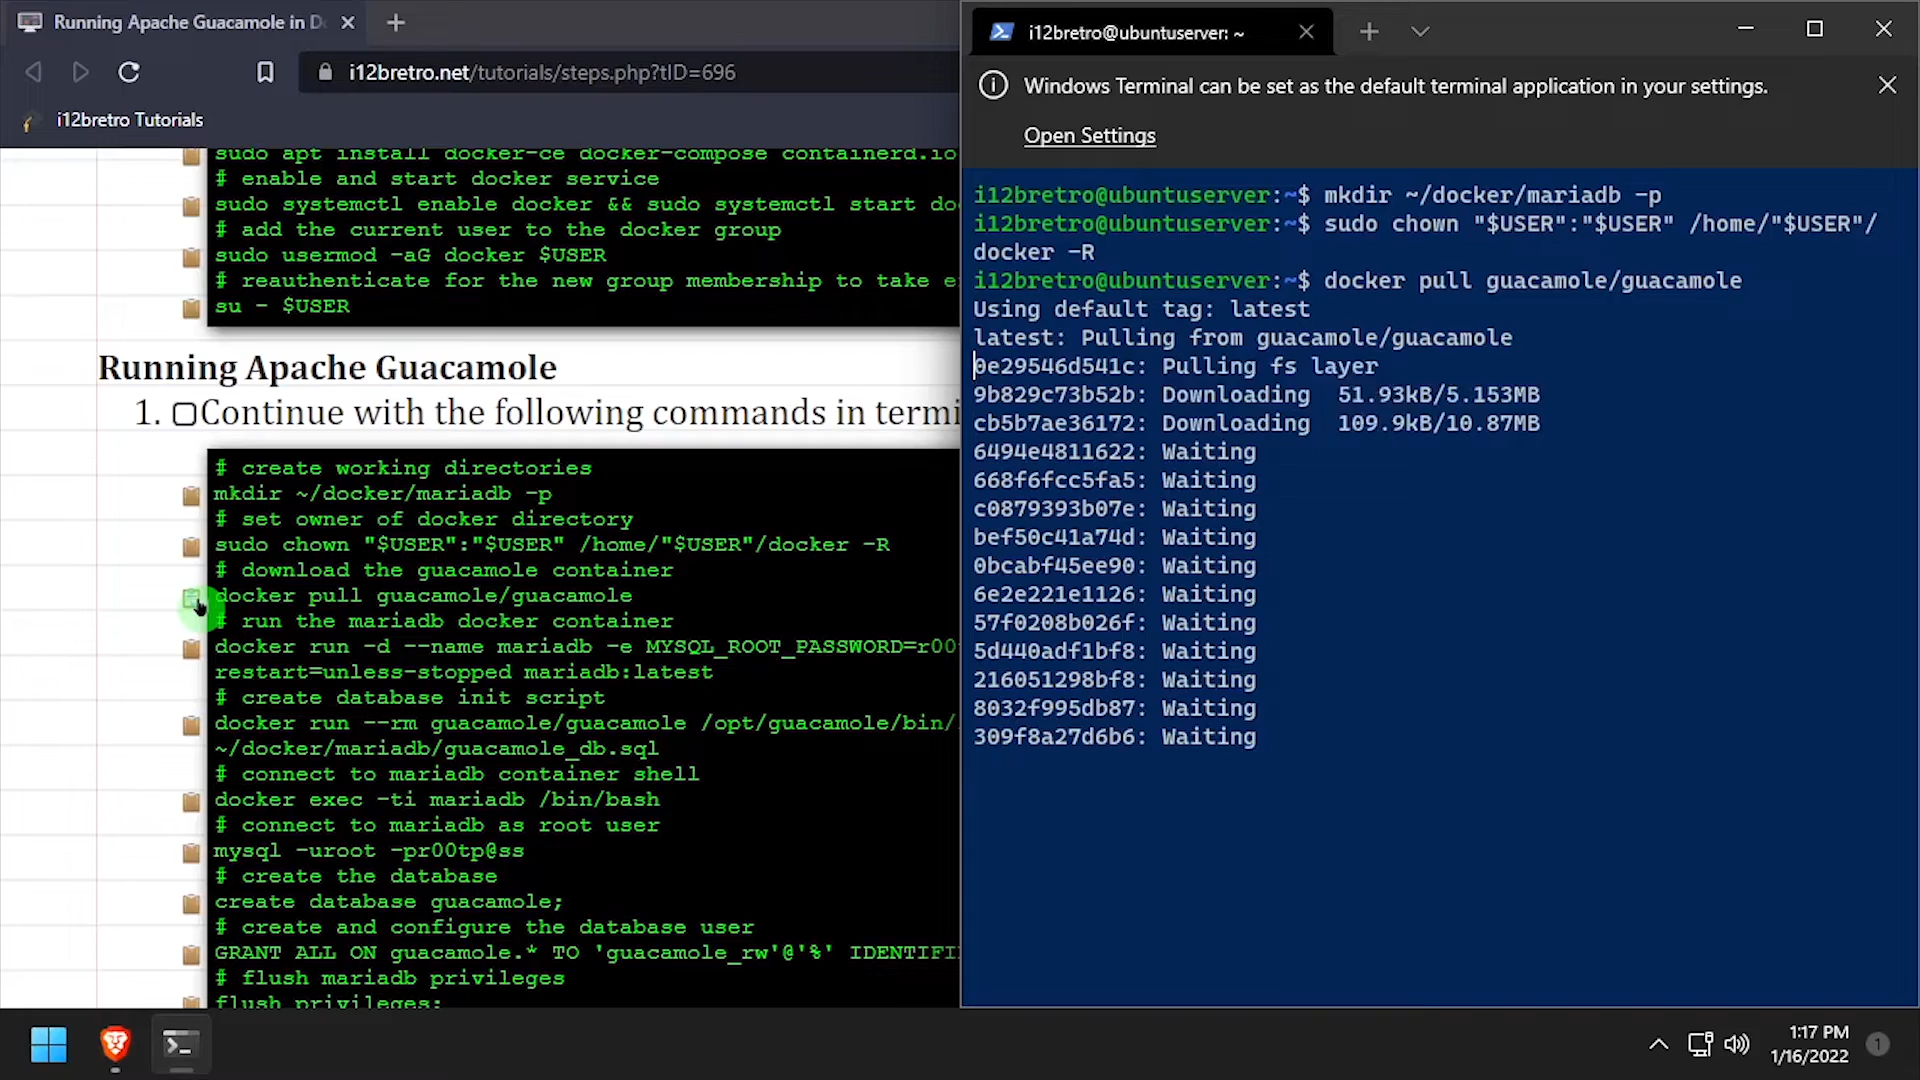 Running Apache Guacamole in Do
i12bretro.net/tutorials/steps.php?tID=696
i12bretro Tutorials
sudo apt install docker-ce docker-compose containerd.io
# enable and start docker service
sudo systemctl enable docker && sudo systemctl start do
# add the current user to the docker group
sudo usermod -aG docker $USER
# reauthenticate for the new group membership to take e
su - $USER
Running Apache Guacamole
1. Continue with the following commands in termi
# create working directories
mkdir ~/docker/mariadb -p
# set owner of docker directory
sudo chown "$USER":"$USER" /home/"$USER"/docker -R
# download the guacamole container
docker pull guacamole/guacamole
# run the mariadb docker container
docker run -d --name mariadb -e MYSQL_ROOT_PASSWORD=r00
restart=unless-stopped mariadb:latest
# create database init script
docker run --rm guacamole/guacamole /opt/guacamole/bin/
~/docker/mariadb/guacamole_db.sql
# connect to mariadb container shell
docker exec -ti mariadb /bin/bash
# connect to mariadb as root user
mysql -uroot -pr00tp@ss
# create the database
create database guacamole;
# create and configure the database user
GRANT ALL ON guacamole.* TO 'guacamole_rw'@'%' IDENTIFI
# flush mariadb privileges
flush privileges;
i12bretro@ubuntuserver: ~
Windows Terminal can be set as the default terminal application in your settings.
Open Settings
i12bretro@ubuntuserver:~$ mkdir ~/docker/mariadb -p
i12bretro@ubuntuserver:~$ sudo chown "$USER":"$USER" /home/"$USER"/
docker -R
i12bretro@ubuntuserver:~$ docker pull guacamole/guacamole
Using default tag: latest
latest: Pulling from guacamole/guacamole
0e29546d541c: Pulling fs layer
9b829c73b52b: Downloading 51.93kB/5.153MB
cb5b7ae36172: Downloading 109.9kB/10.87MB
6494e4811622: Waiting
668f6fcc5fa5: Waiting
c0879393b07e: Waiting
bef50c41a74d: Waiting
0bcabf45ee90: Waiting
6e2e221e1126: Waiting
57f0208b026f: Waiting
5d440adf1bf8: Waiting
216051298bf8: Waiting
8032f995db87: Waiting
309f8a27d6b6: Waiting
1:17 PM
1/16/2022
1